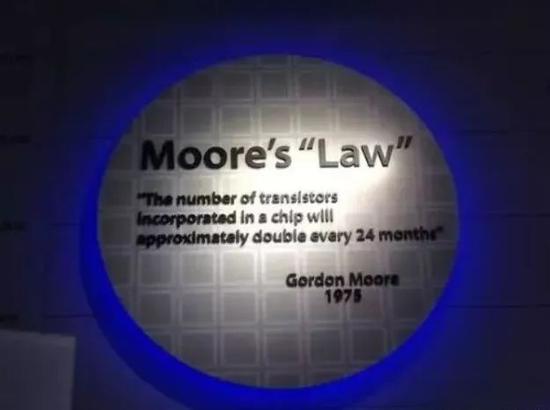 Moore's “Law”
"The number of transistors
incorporated in a chip will
approximately double every 24 months"
Gordon Moore
1975